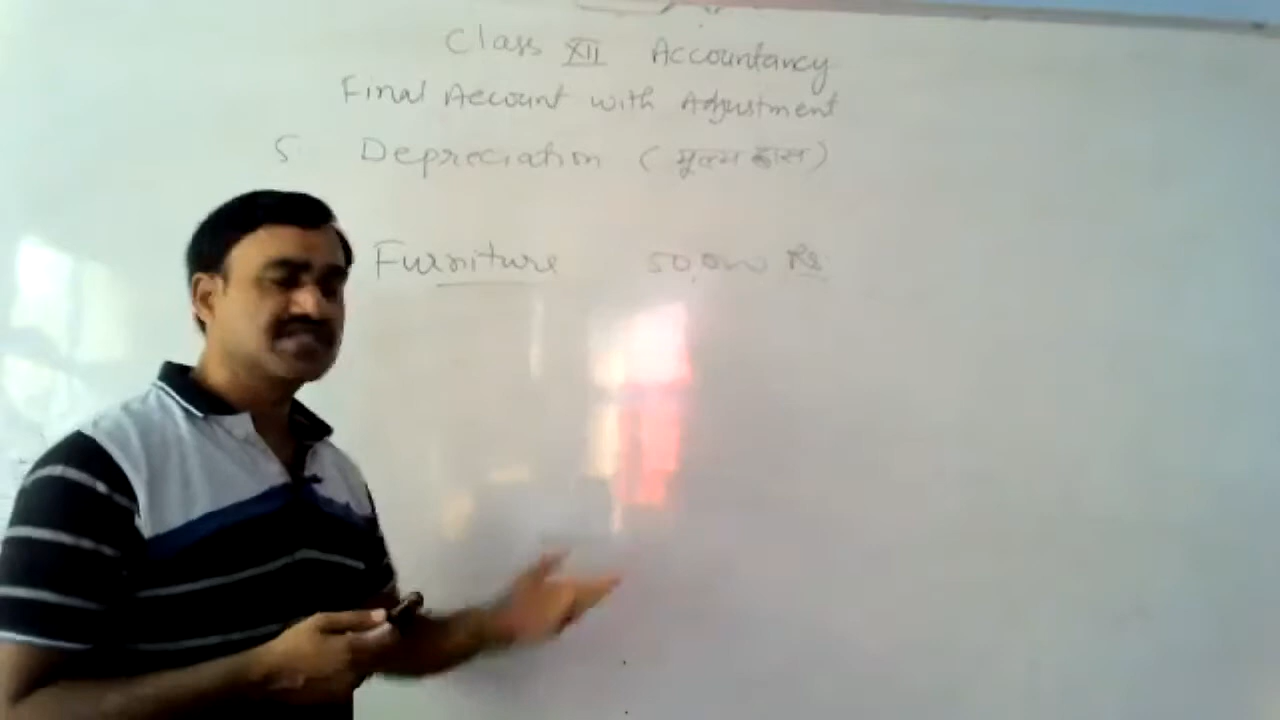 Class XII Accountancy
Final Account with Adjustment
5 Depreciation (मूल्य ह्रास)
Furniture 50,000 Rs